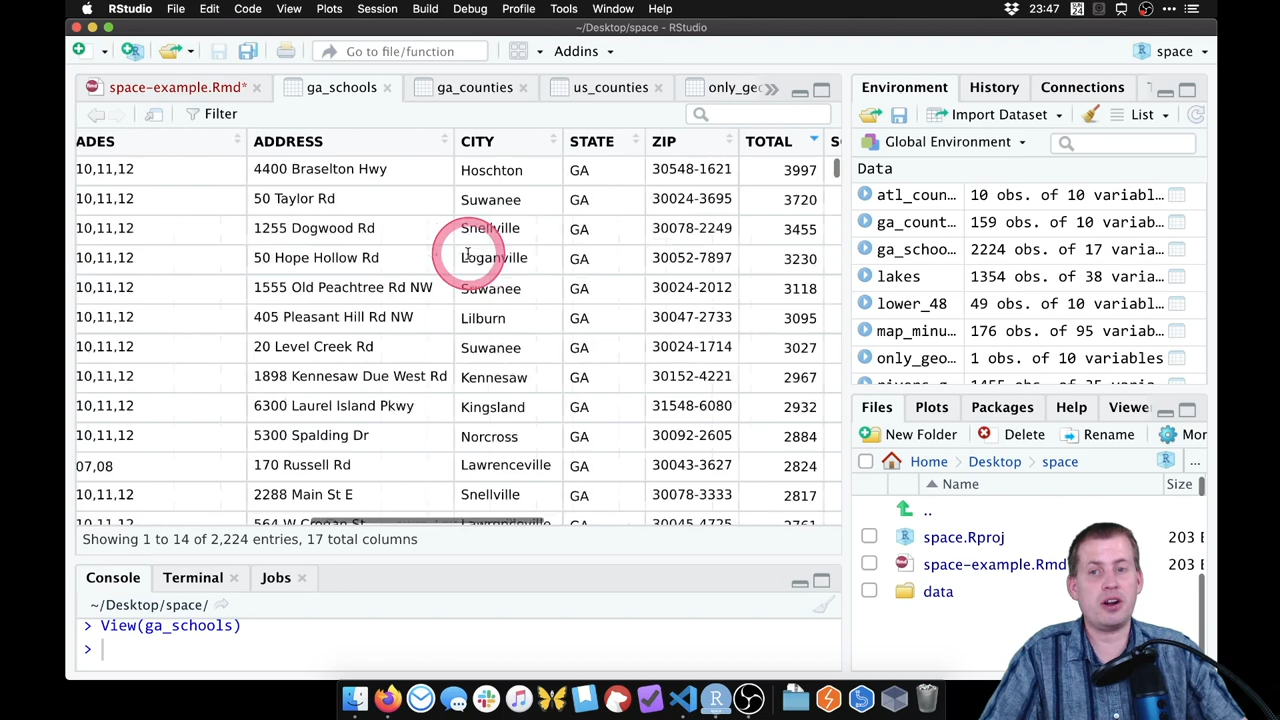 RStudio File Edit Code View Plots Session Build Debug Profile Tools Window Help 23:47
~/Desktop/space - RStudio
Go to file/function Addins space
space-example.Rmd* ga_schools ga_counties us_counties only_geo
Filter
ADES ADDRESS CITY STATE ZIP TOTAL
10,11,12 4400 Braselton Hwy Hoschton GA 30548-1621 3997
10,11,12 50 Taylor Rd Suwanee GA 30024-3695 3720
10,11,12 1255 Dogwood Rd Snellville GA 30078-2249 3455
10,11,12 50 Hope Hollow Rd Loganville GA 30052-7897 3230
10,11,12 1555 Old Peachtree Rd NW Suwanee GA 30024-2012 3118
10,11,12 405 Pleasant Hill Rd NW Lilburn GA 30047-2733 3095
10,11,12 20 Level Creek Rd Suwanee GA 30024-1714 3027
10,11,12 1898 Kennesaw Due West Rd Kennesaw GA 30152-4221 2967
10,11,12 6300 Laurel Island Pkwy Kingsland GA 31548-6080 2932
10,11,12 5300 Spalding Dr Norcross GA 30092-2605 2884
07,08 170 Russell Rd Lawrenceville GA 30043-3627 2824
10,11,12 2288 Main St E Snellville GA 30078-3333 2817
Showing 1 to 14 of 2,224 entries, 17 total columns
Console Terminal Jobs
~/Desktop/space/
> View(ga_schools)
>
Environment History Connections
Import Dataset List
Global Environment
Data
atl_coun… 10 obs. of 10 variabl…
ga_count… 159 obs. of 10 variab…
ga_schoo… 2224 obs. of 17 variab…
lakes 1354 obs. of 38 variab…
lower_48 49 obs. of 10 variabl…
map_minu… 176 obs. of 95 variab…
only_geo… 1 obs. of 10 variables
Files Plots Packages Help Viewe
New Folder Delete Rename Mor
Home Desktop space ...
Name Size
..
space.Rproj 203 B
space-example.Rmd 203 B
data